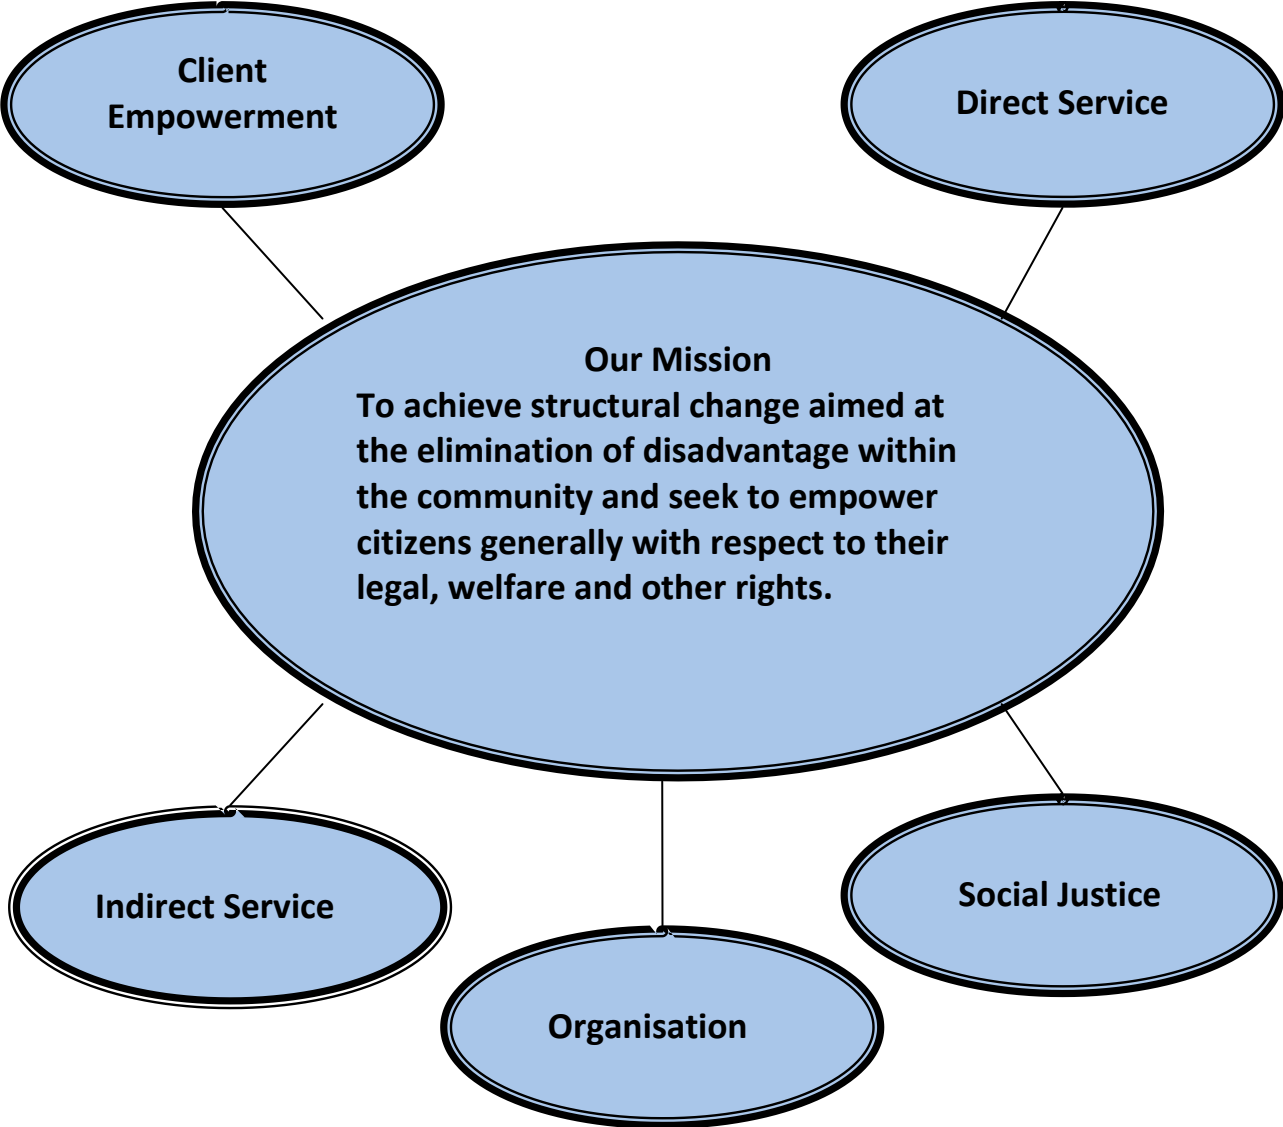 Client
Empowerment
Direct Service
Our Mission
To achieve structural change aimed at
the elimination of disadvantage within
the community and seek to empower
citizens generally with respect to their
legal, welfare and other rights.
Indirect Service
Social Justice
Organisation